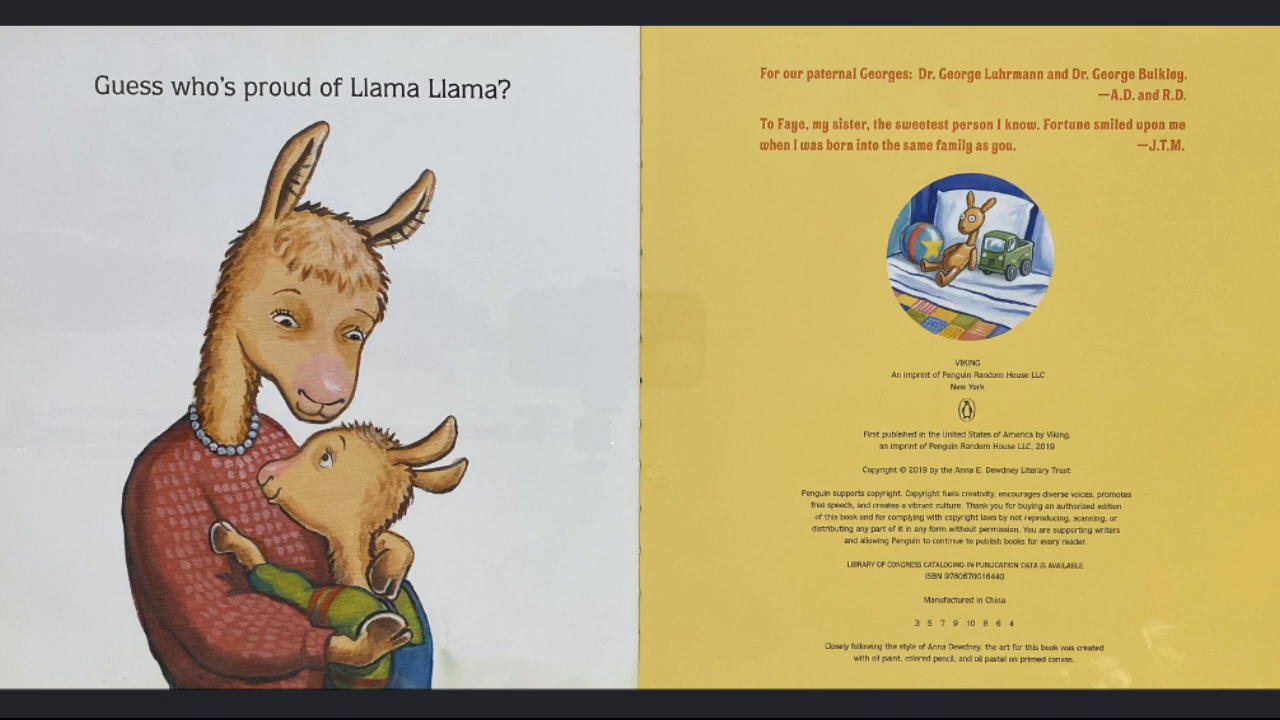 Guess who's proud of Llama Llama?
For our paternal Georges: Dr. George Luhrmann and Dr. George Bulkley.
—A.D. and R.D.
To Faye, my sister, the sweetest person I know. Fortune smiled upon me
when I was born into the same family as you. —J.T.M.
VIKING
An imprint of Penguin Random House LLC
New York
First published in the United States of America by Viking,
an imprint of Penguin Random House LLC, 2019
Copyright © 2019 by the Anna E. Dewdney Literary Trust
Penguin supports copyright. Copyright fuels creativity, encourages diverse voices, promotes
free speech, and creates a vibrant culture. Thank you for buying an authorized edition
of this book and for complying with copyright laws by not reproducing, scanning, or
distributing any part of it in any form without permission. You are supporting writers
and allowing Penguin to continue to publish books for every reader.
LIBRARY OF CONGRESS CATALOGING-IN-PUBLICATION DATA IS AVAILABLE
ISBN 9780670016440
Manufactured in China
3 5 7 9 10 8 6 4
Closely following the style of Anna Dewdney, the art for this book was created
with oil paint, colored pencil, and oil pastel on primed canvas.